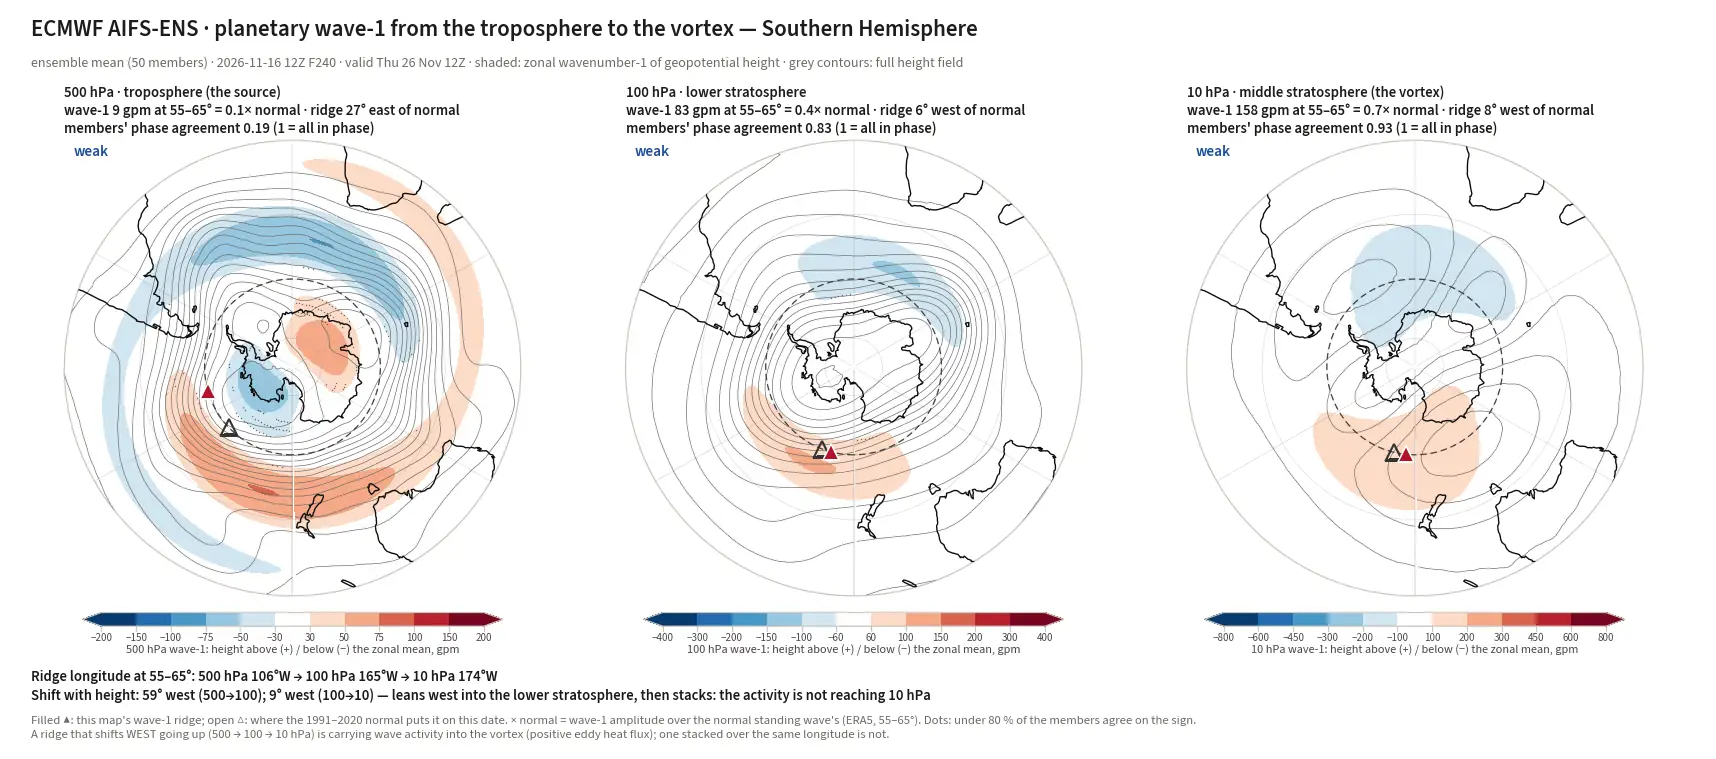 ECMWF AIFS-ENS · planetary wave-1 from the troposphere to the vortex — Southern Hemisphere
ensemble mean (50 members) · 2026-11-16 12Z F240 · valid Thu 26 Nov 12Z · shaded: zonal wavenumber-1 of geopotential height · grey contours: full height field
500 hPa · troposphere (the source)
wave-1 9 gpm at 55–65° = 0.1× normal · ridge 27° east of normal
members' phase agreement 0.19 (1 = all in phase)
weak
100 hPa · lower stratosphere
wave-1 83 gpm at 55–65° = 0.4× normal · ridge 6° west of normal
members' phase agreement 0.83 (1 = all in phase)
weak
10 hPa · middle stratosphere (the vortex)
wave-1 158 gpm at 55–65° = 0.7× normal · ridge 8° west of normal
members' phase agreement 0.93 (1 = all in phase)
weak
−200 −150 −100 −75 −50 −30 30 50 75 100 150 200
500 hPa wave-1: height above (+) / below (−) the zonal mean, gpm
−400 −300 −200 −150 −100 −60 60 100 150 200 300 400
100 hPa wave-1: height above (+) / below (−) the zonal mean, gpm
−800 −600 −450 −300 −200 −100 100 200 300 450 600 800
10 hPa wave-1: height above (+) / below (−) the zonal mean, gpm
Ridge longitude at 55–65°: 500 hPa 106°W → 100 hPa 165°W → 10 hPa 174°W
Shift with height: 59° west (500→100); 9° west (100→10) — leans west into the lower stratosphere, then stacks: the activity is not reaching 10 hPa
Filled ▲: this map's wave-1 ridge; open △: where the 1991–2020 normal puts it on this date. × normal = wave-1 amplitude over the normal standing wave's (ERA5, 55–65°). Dots: under 80 % of the members agree on the sign.
A ridge that shifts WEST going up (500 → 100 → 10 hPa) is carrying wave activity into the vortex (positive eddy heat flux); one stacked over the same longitude is not.